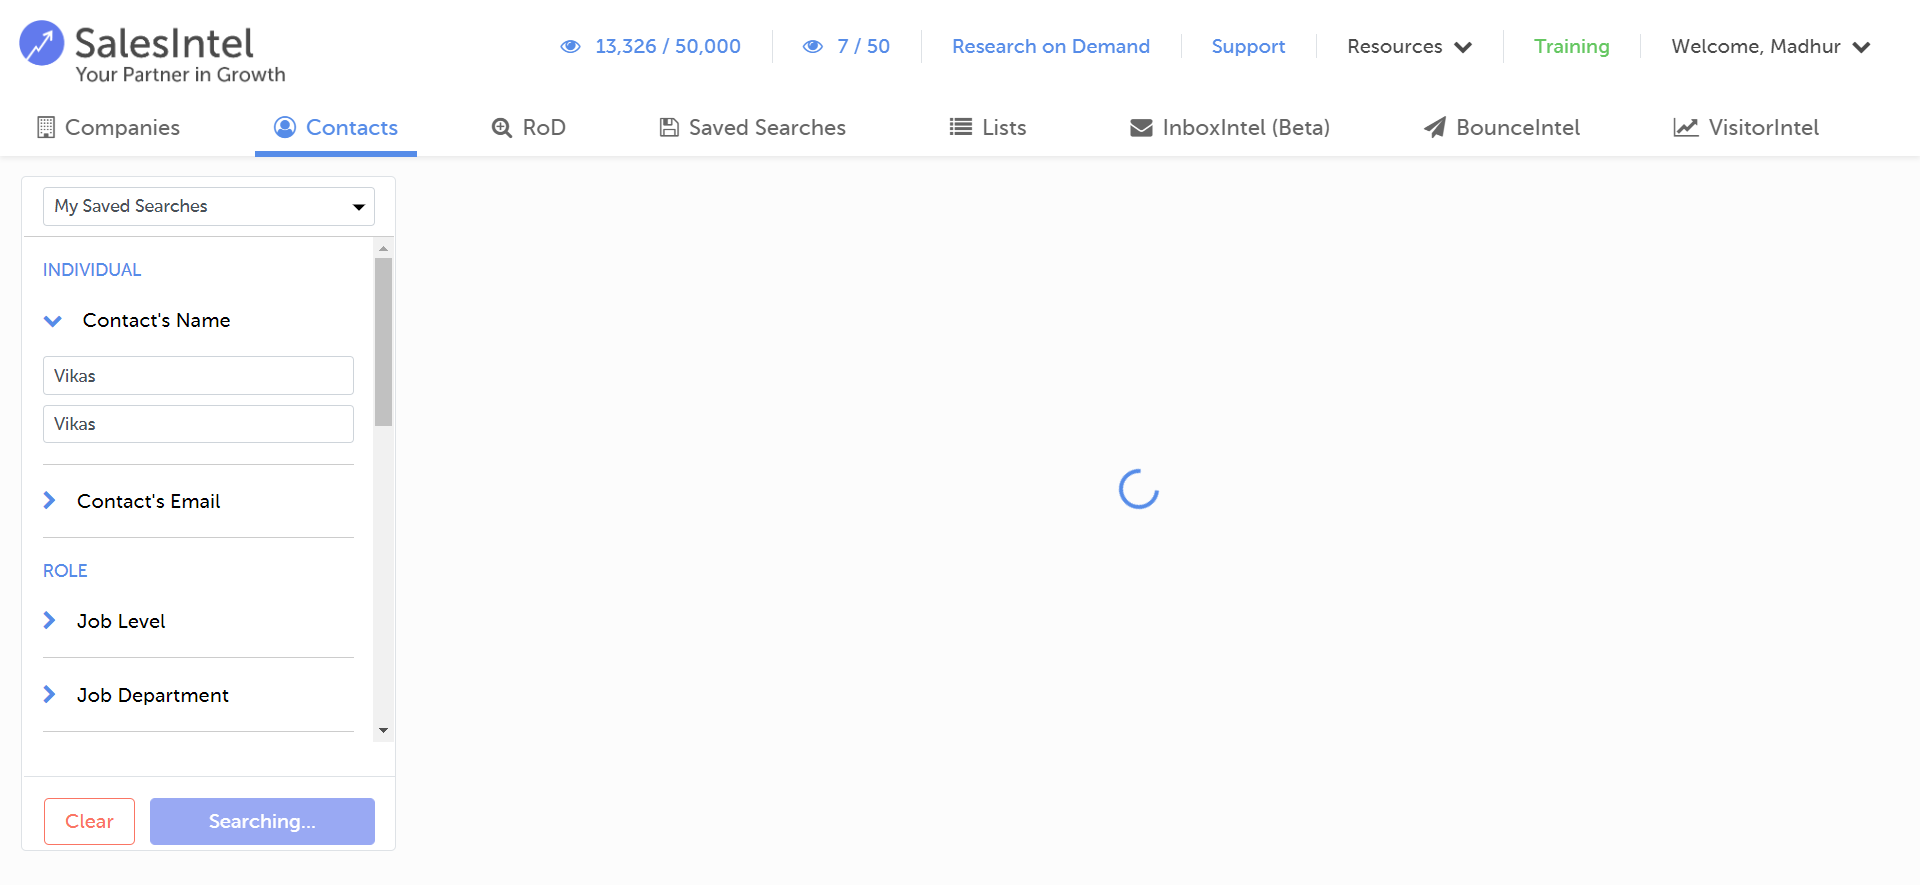 SalesIntel
Your Partner in Growth
13,326 / 50,000
7 / 50
Research on Demand
Support
Resources
Training
Welcome, Madhur
Companies
Contacts
RoD
Saved Searches
Lists
InboxIntel (Beta)
BounceIntel
VisitorIntel
My Saved Searches
INDIVIDUAL
Contact's Name
Vikas
Vikas
Contact's Email
ROLE
Job Level
Job Department
Clear
Searching...